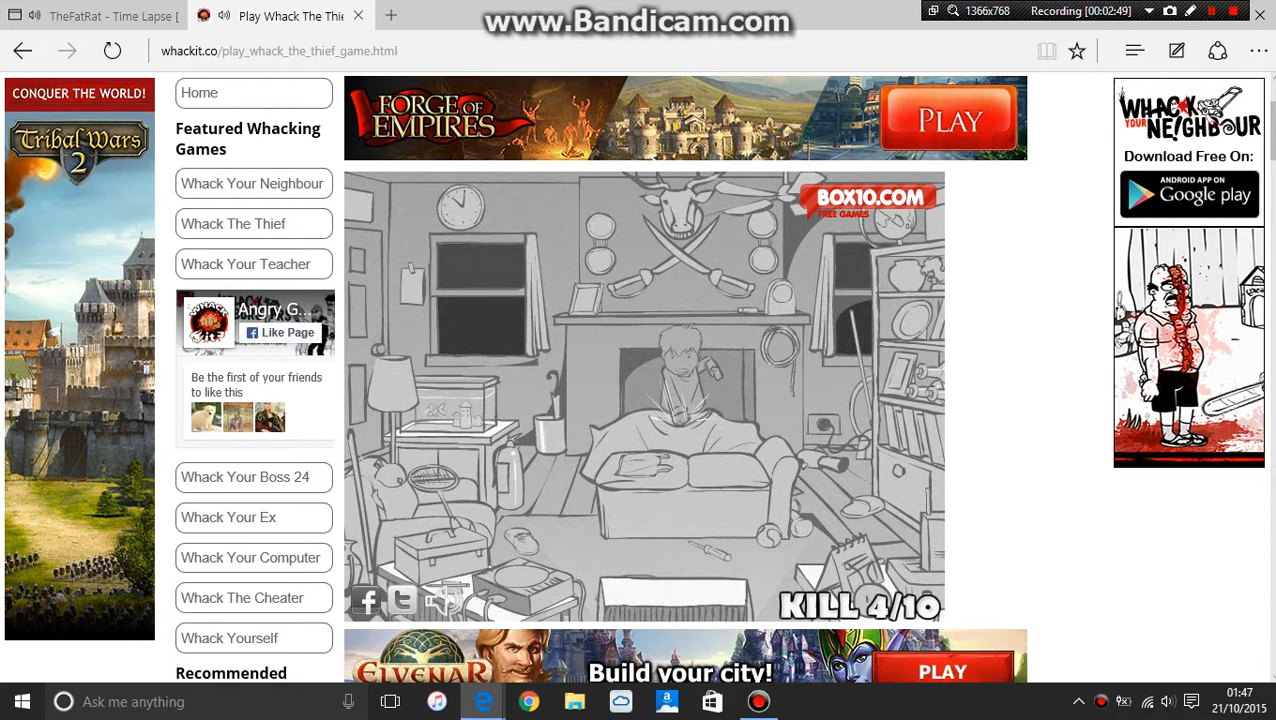 www.Bandicam.com
TheFatRat - Time Lapse [
Play Whack The Thie
1366x768
Recording [00:02:49]
whackit.co/play_whack_the_thief_game.html
CONQUER THE WORLD!
Tribal Wars
2
Home
Featured Whacking
Games
Whack Your Neighbour
Whack The Thief
Whack Your Teacher
Angry G...
Like Page
Be the first of your friends
to like this
Whack Your Boss 24
Whack Your Ex
Whack Your Computer
Whack The Cheater
Whack Yourself
Recommended
FORGE OF
EMPIRES
PLAY
BOX10.COM
FREE GAMES
KILL 4/10
ELVENAR
Build your city!
PLAY
WHACK
YOUR
NEIGHBOUR
Download Free On:
ANDROID APP ON
Google play
Ask me anything
01:47
21/10/2015